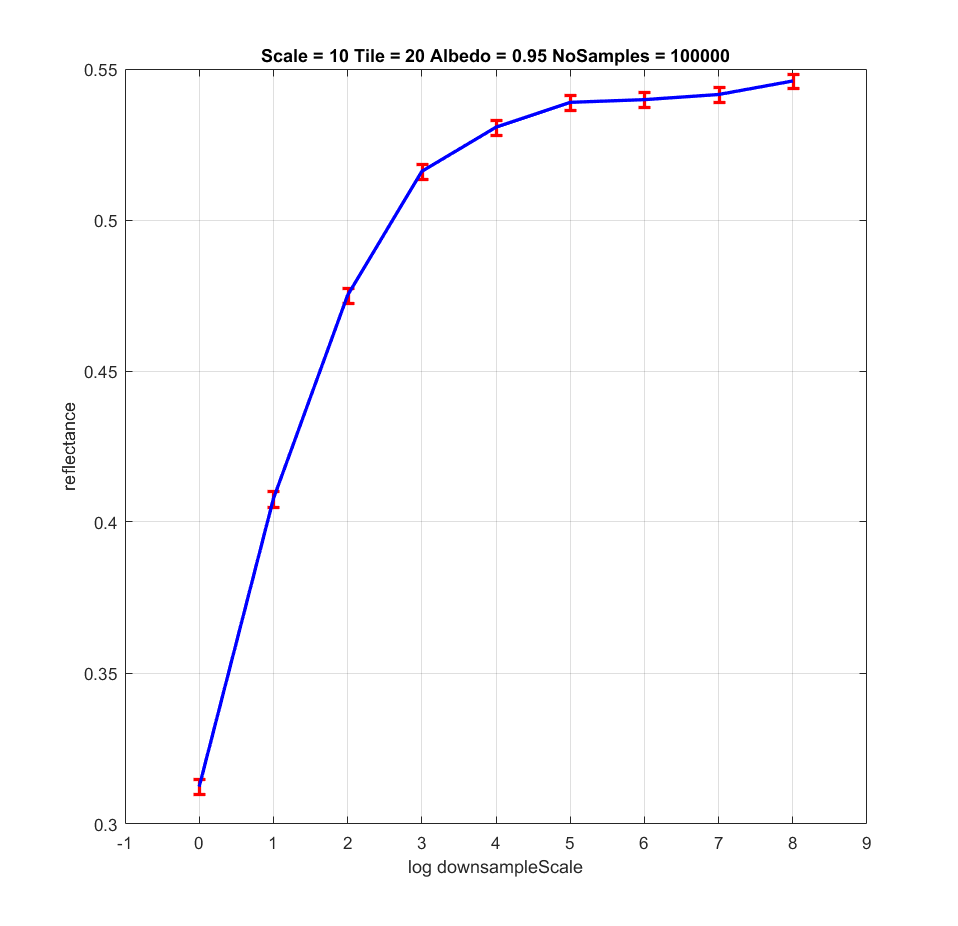 Scale = 10 Tile = 20 Albedo = 0.95 NoSamples = 100000
0.55
0.5
0.45
0.4
0.35
0.3
reflectance
-1 0 1 2 3 4 5 6 7 8 9
log downsampleScale